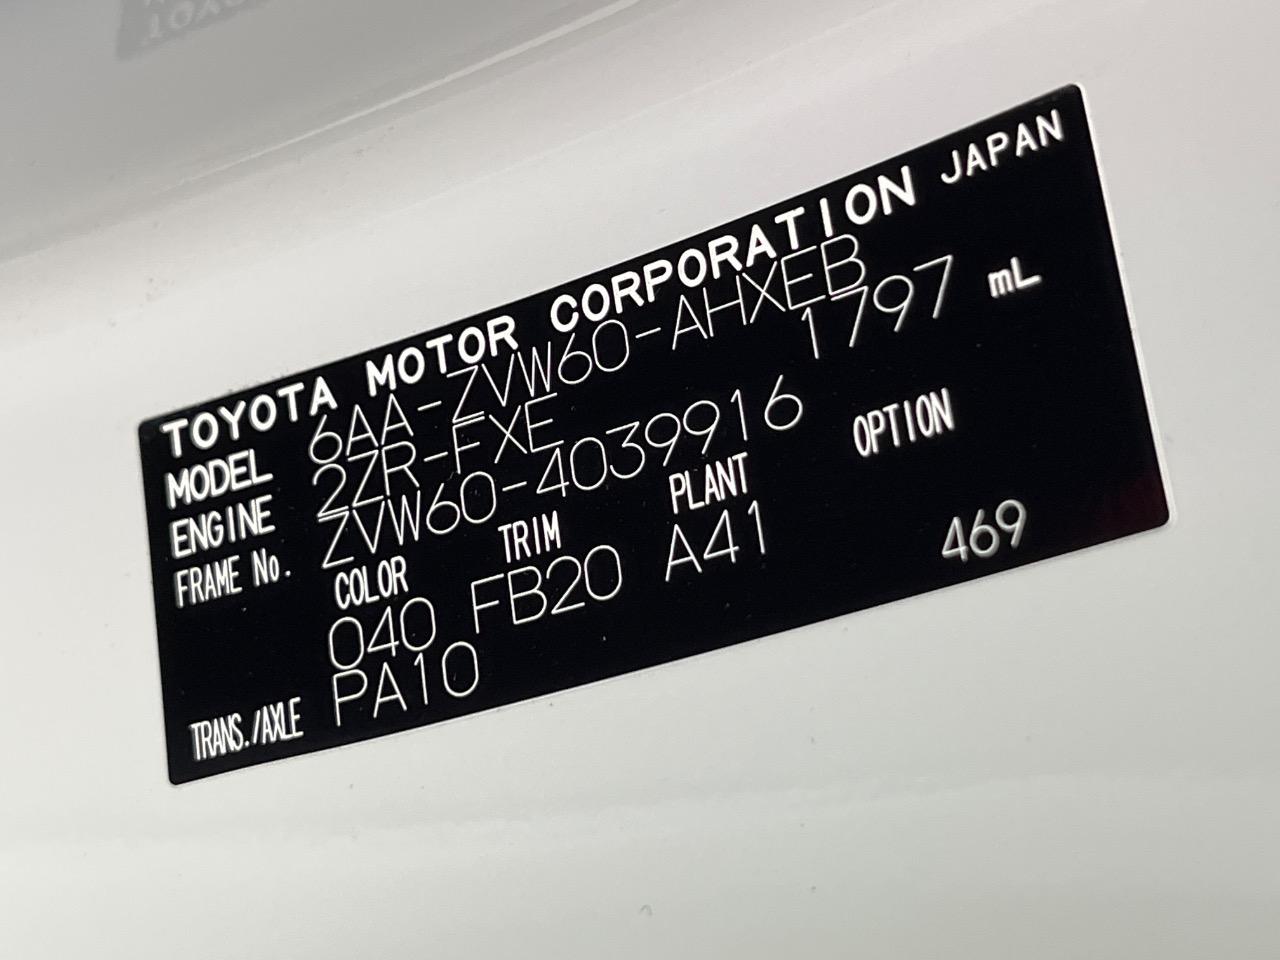 TOYOTA MOTOR CORPORATION JAPAN
MODEL 6AA-ZVW60-AHXEB
ENGINE 2ZR-FXE 1797 mL
FRAME No. ZVW60-4039916
COLOR TRIM PLANT OPTION
040 FB20 A41 469
TRANS./AXLE PA10